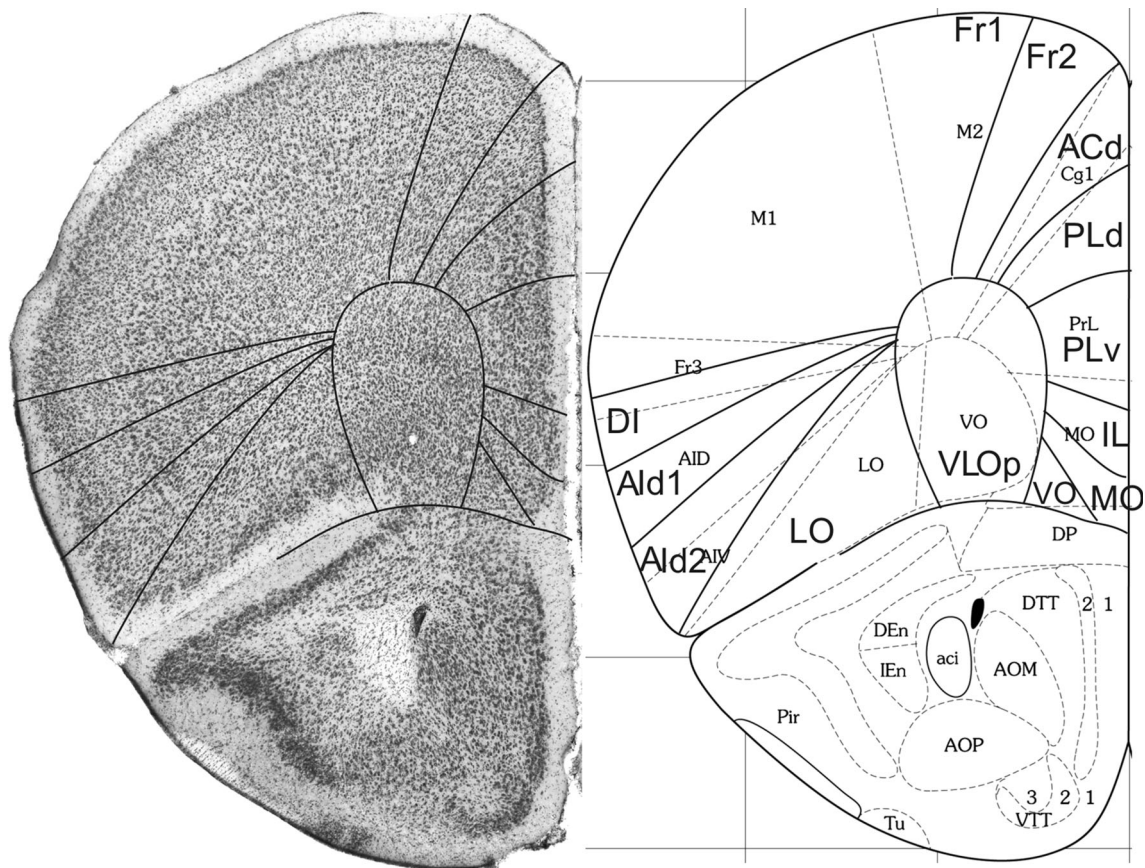 Fr1
Fr2
M2
ACd
Cg1
M1
PLd
PrL
PLv
Fr3
DI
VO
MO IL
AID
LO
VLOp
AId1
VO MO
LO
AId2 AIV
DP
DTT 2 1
DEn
aci
IEn
AOM
Pir
AOP
3 2 1
VTT
Tu